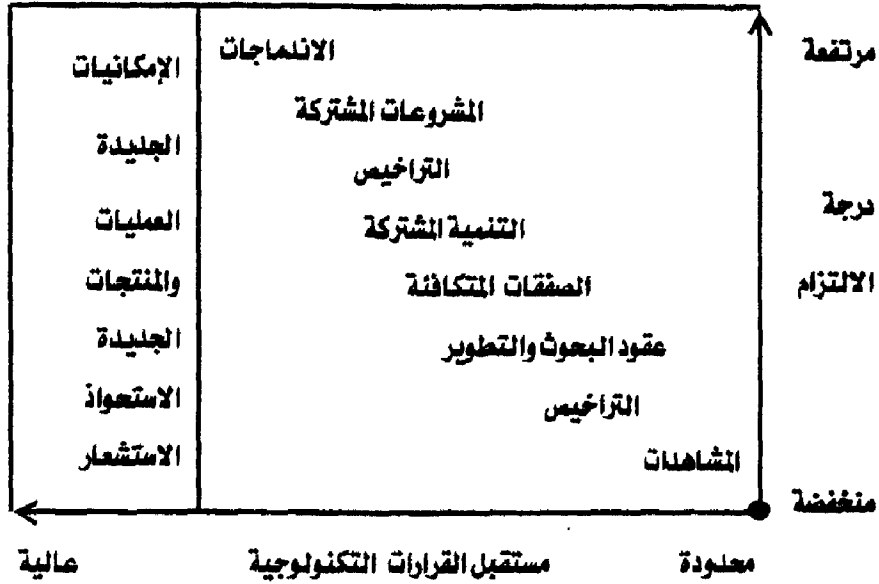 مرتفعة
درجة
الالتزام
منخفضة
الاندماجات
المشروعات المشتركة
التراخيص
التنمية المشتركة
الصفقات المتكافئة
عقود البحوث والتطوير
التراخيص
المشاهدات
الإمكانيات
الجديدة
العمليات
والمنتجات
الجديدة
الاستحواذ
الاستشعار
محدودة
مستقبل القرارات التكنولوجية
عالية